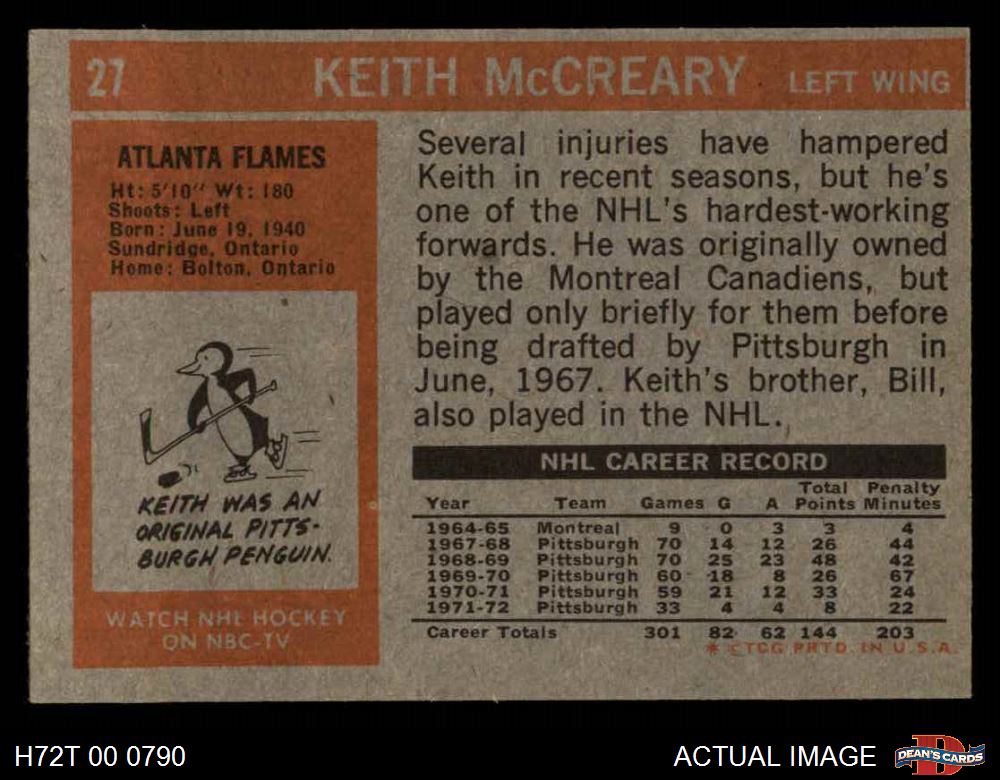 27 KEITH McCREARY LEFT WING
ATLANTA FLAMES
Ht: 5'10" Wt: 180
Shoots: Left
Born: June 19, 1940
Sundridge, Ontario
Home: Bolton, Ontario
KEITH WAS AN
ORIGINAL PITTS-
BURGH PENGUIN.
WATCH NHL HOCKEY
ON NBC-TV
Several injuries have hampered
Keith in recent seasons, but he's
one of the NHL's hardest-working
forwards. He was originally owned
by the Montreal Canadiens, but
played only briefly for them before
being drafted by Pittsburgh in
June, 1967. Keith's brother, Bill,
also played in the NHL.
NHL CAREER RECORD
Total Penalty
Year Team Games G A Points Minutes
1964-65 Montreal 9 0 3 3 4
1967-68 Pittsburgh 70 14 12 26 44
1968-69 Pittsburgh 70 25 23 48 42
1969-70 Pittsburgh 60 18 8 26 67
1970-71 Pittsburgh 59 21 12 33 24
1971-72 Pittsburgh 33 4 4 8 22
Career Totals 301 82 62 144 203
* © T.C.G. PRTD. IN U.S.A.
H72T 00 0790 ACTUAL IMAGE
D
DEAN'S CARDS